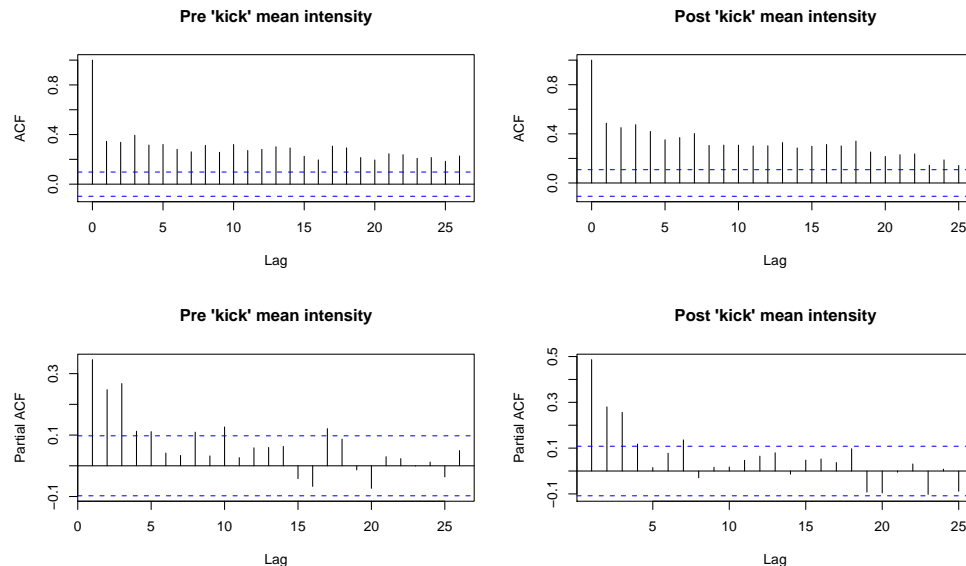 Pre 'kick' mean intensity
ACF
0.0 0.4 0.8
0 5 10 15 20 25
Lag
Post 'kick' mean intensity
ACF
0.0 0.4 0.8
0 5 10 15 20 25
Lag
Pre 'kick' mean intensity
Partial ACF
−0.1 0.1 0.3
0 5 10 15 20 25
Lag
Post 'kick' mean intensity
Partial ACF
−0.1 0.1 0.3 0.5
5 10 15 20 25
Lag